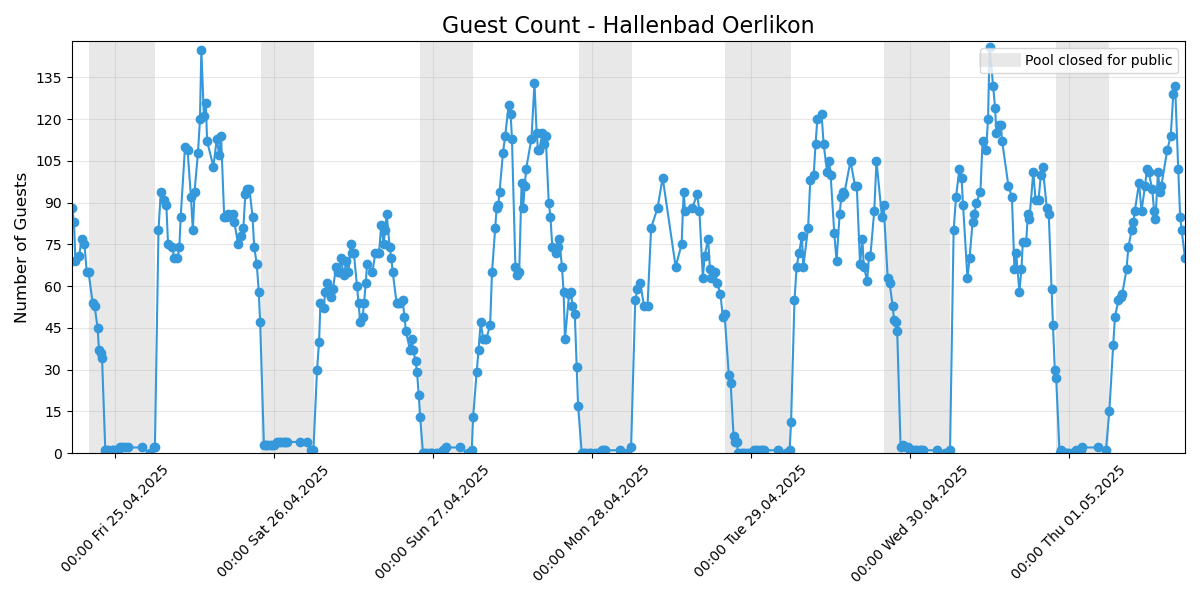 Guest Count - Hallenbad Oerlikon
Pool closed for public
Number of Guests
135
120
105
90
75
60
45
30
15
0
00:00 Fri 25.04.2025
00:00 Sat 26.04.2025
00:00 Sun 27.04.2025
00:00 Mon 28.04.2025
00:00 Tue 29.04.2025
00:00 Wed 30.04.2025
00:00 Thu 01.05.2025